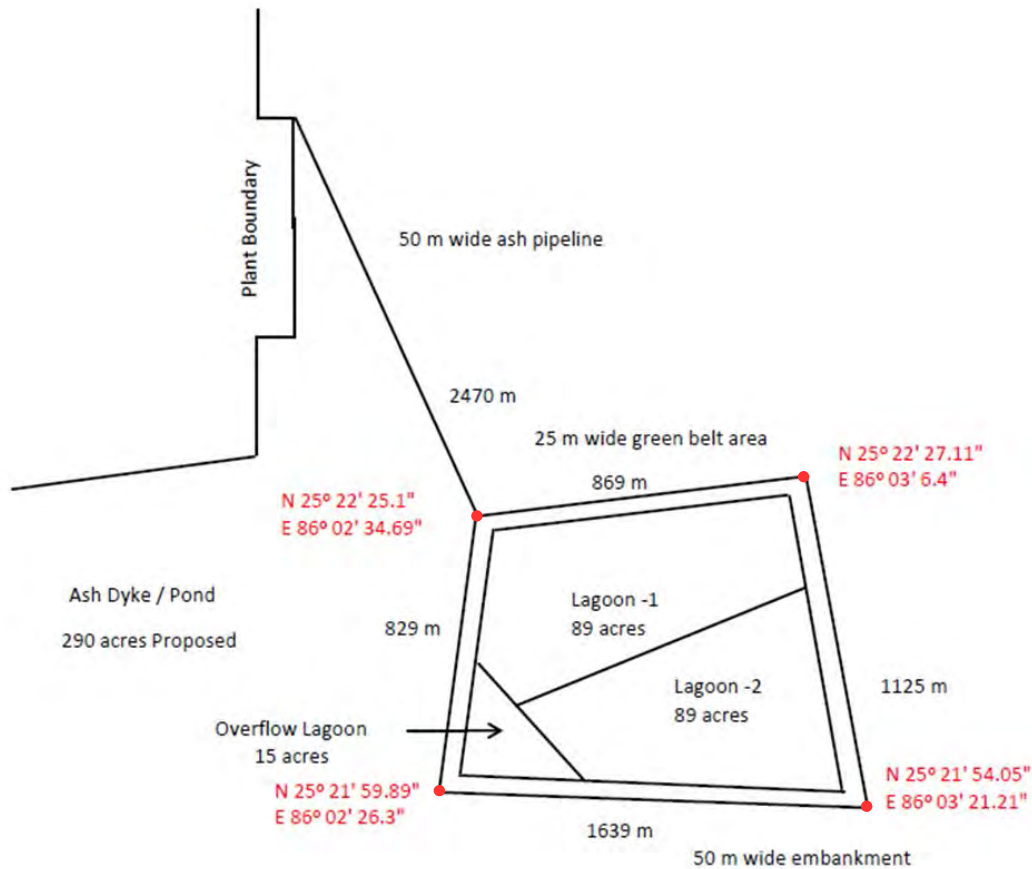 Plant Boundary
50 m wide ash pipeline
2470 m
25 m wide green belt area
869 m
N 25º 22' 27.11"
E 86º 03' 6.4"
N 25º 22' 25.1"
E 86º 02' 34.69"
Ash Dyke / Pond
290 acres Proposed
829 m
Lagoon -1
89 acres
Lagoon -2
89 acres
1125 m
Overflow Lagoon
15 acres
N 25º 21' 59.89"
E 86º 02' 26.3"
N 25º 21' 54.05"
E 86º 03' 21.21"
1639 m
50 m wide embankment